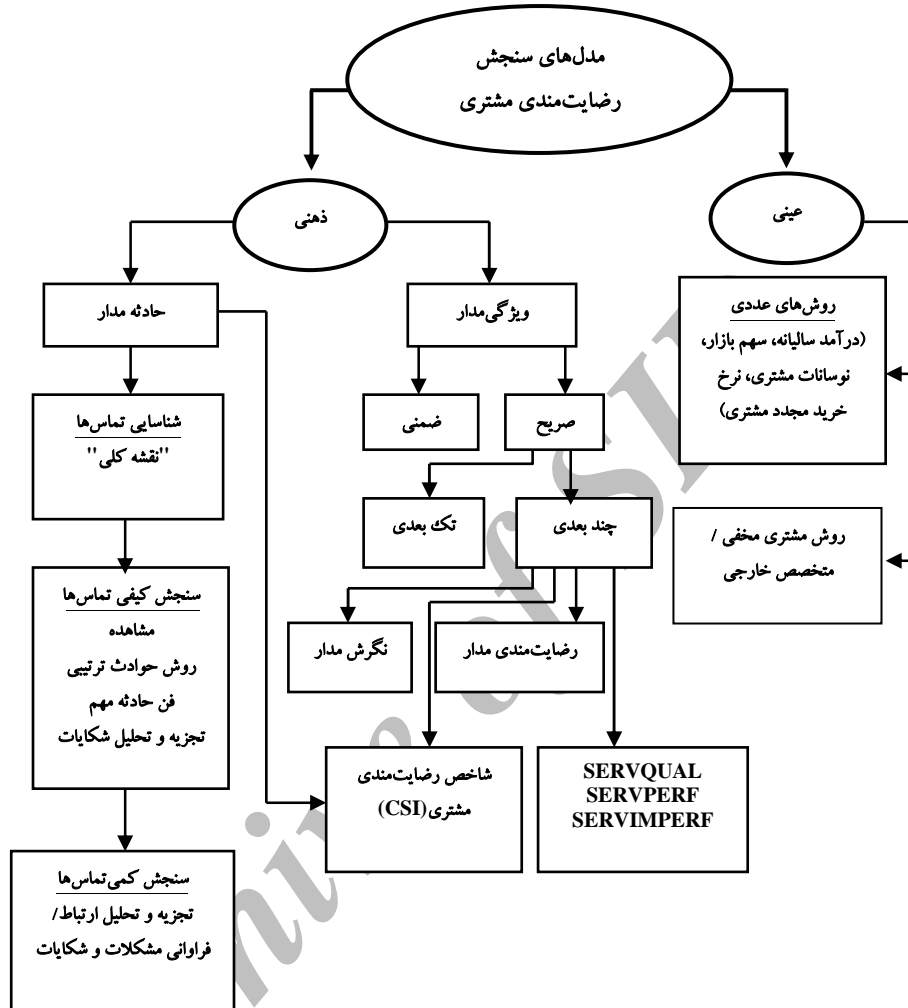 مدل‌های سنجش
رضایت‌مندی مشتری
عینی
ذهنی
روش‌های عددی
(درآمد سالیانه، سهم بازار،
نوسانات مشتری، نرخ
خرید مجدد مشتری)
ویژگی‌مدار
حادثه مدار
صریح
ضمنی
شناسایی تماس‌ها
"نقشه کلی"
چند بعدی
تک بعدی
روش مشتری مخفی /
متخصص خارجی
سنجش کیفی تماس‌ها
مشاهده
روش حوادث ترتیبی
فن حادثه مهم
تجزیه و تحلیل شکایات
رضایت‌مندی مدار
نگرش مدار
SERVQUAL
SERVPERF
SERVIMPERF
شاخص رضایت‌مندی
مشتری(CSI)
سنجش کمی‌تماس‌ها
تجزیه و تحلیل ارتباط/
فراوانی مشکلات و شکایات